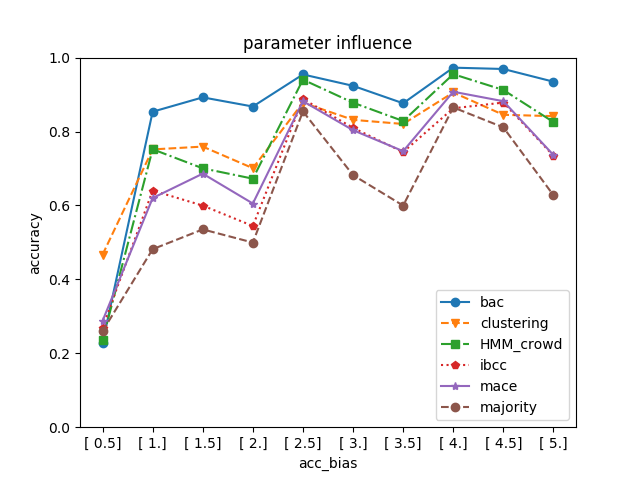 parameter influence
accuracy
1.0
0.8
0.6
0.4
0.2
0.0
bac
clustering
HMM_crowd
ibcc
mace
majority
[ 0.5] [ 1.] [ 1.5] [ 2.] [ 2.5] [ 3.] [ 3.5] [ 4.] [ 4.5] [ 5.]
acc_bias